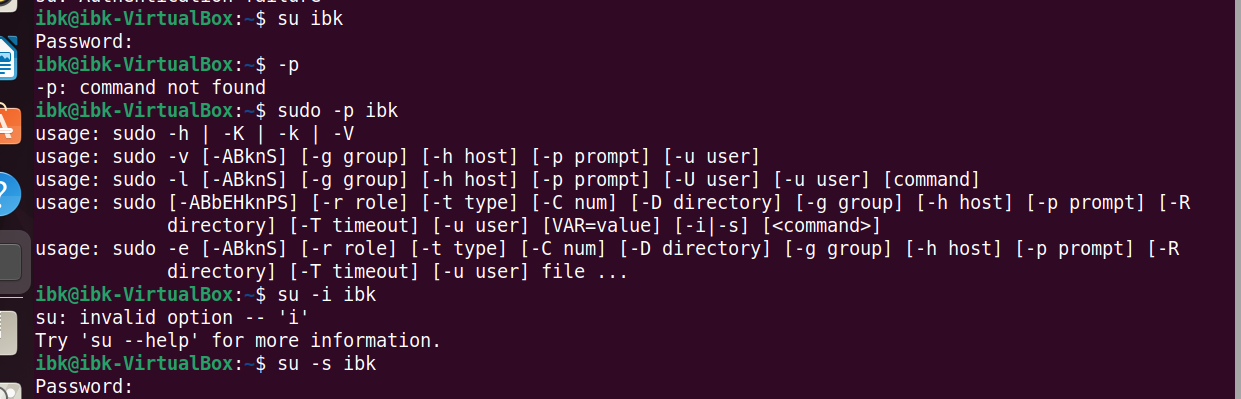 su: Authentication failure
ibk@ibk-VirtualBox:~$ su ibk
Password:
ibk@ibk-VirtualBox:~$ -p
-p: command not found
ibk@ibk-VirtualBox:~$ sudo -p ibk
usage: sudo -h | -K | -k | -V
usage: sudo -v [-ABknS] [-g group] [-h host] [-p prompt] [-u user]
usage: sudo -l [-ABknS] [-g group] [-h host] [-p prompt] [-U user] [-u user] [command]
usage: sudo [-ABbEHknPS] [-r role] [-t type] [-C num] [-D directory] [-g group] [-h host] [-p prompt] [-R
directory] [-T timeout] [-u user] [VAR=value] [-i|-s] [<command>]
usage: sudo -e [-ABknS] [-r role] [-t type] [-C num] [-D directory] [-g group] [-h host] [-p prompt] [-R
directory] [-T timeout] [-u user] file ...
ibk@ibk-VirtualBox:~$ su -i ibk
su: invalid option -- 'i'
Try 'su --help' for more information.
ibk@ibk-VirtualBox:~$ su -s ibk
Password: